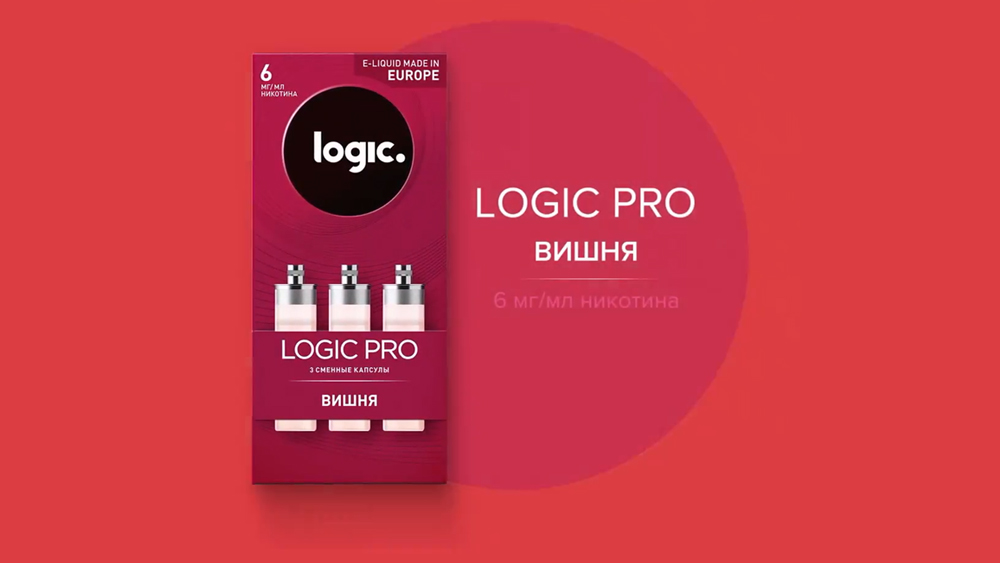 6
МГ/МЛ
НИКОТИНА
E-LIQUID MADE IN
EUROPE
logic.
LOGIC PRO
3 СМЕННЫЕ КАПСУЛЫ
ВИШНЯ
LOGIC PRO
ВИШНЯ
6 мг/мл никотина